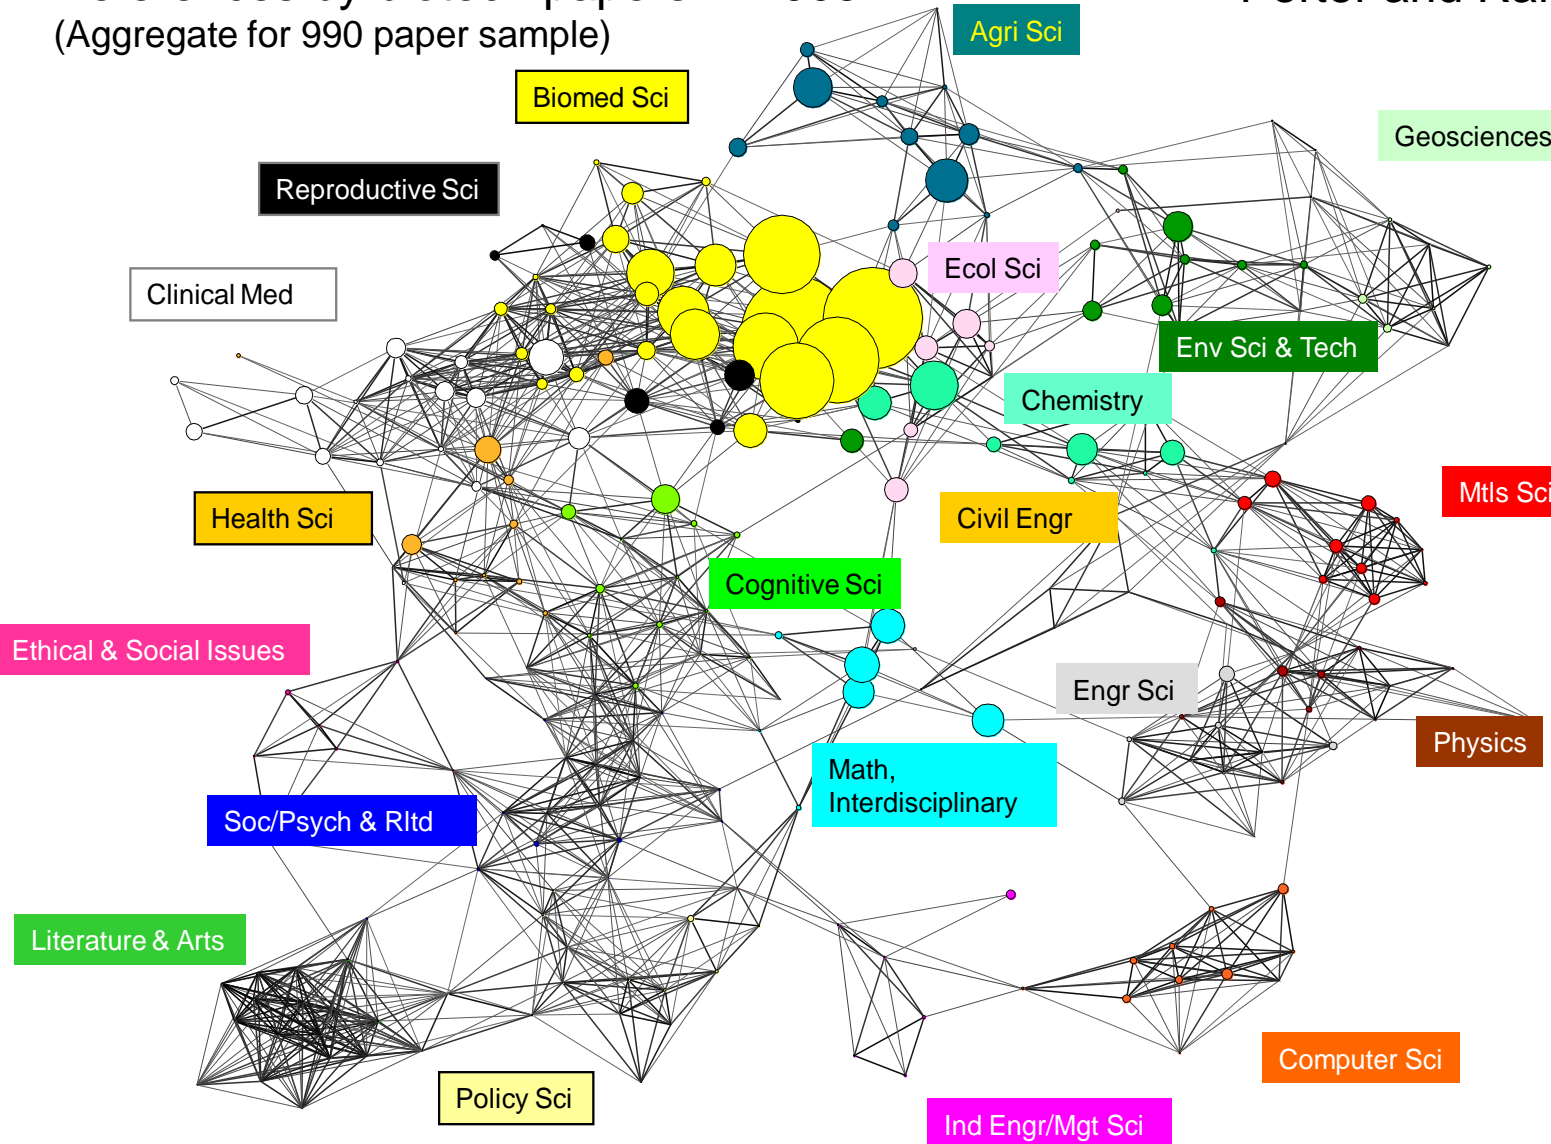 (Aggregate for 990 paper sample)
Agri Sci
Biomed Sci
Geosciences
Reproductive Sci
Ecol Sci
Clinical Med
Env Sci & Tech
Chemistry
Mtls Sci
Health Sci
Civil Engr
Cognitive Sci
Ethical & Social Issues
Engr Sci
Physics
Math,
Interdisciplinary
Soc/Psych & Rltd
Literature & Arts
Computer Sci
Policy Sci
Ind Engr/Mgt Sci